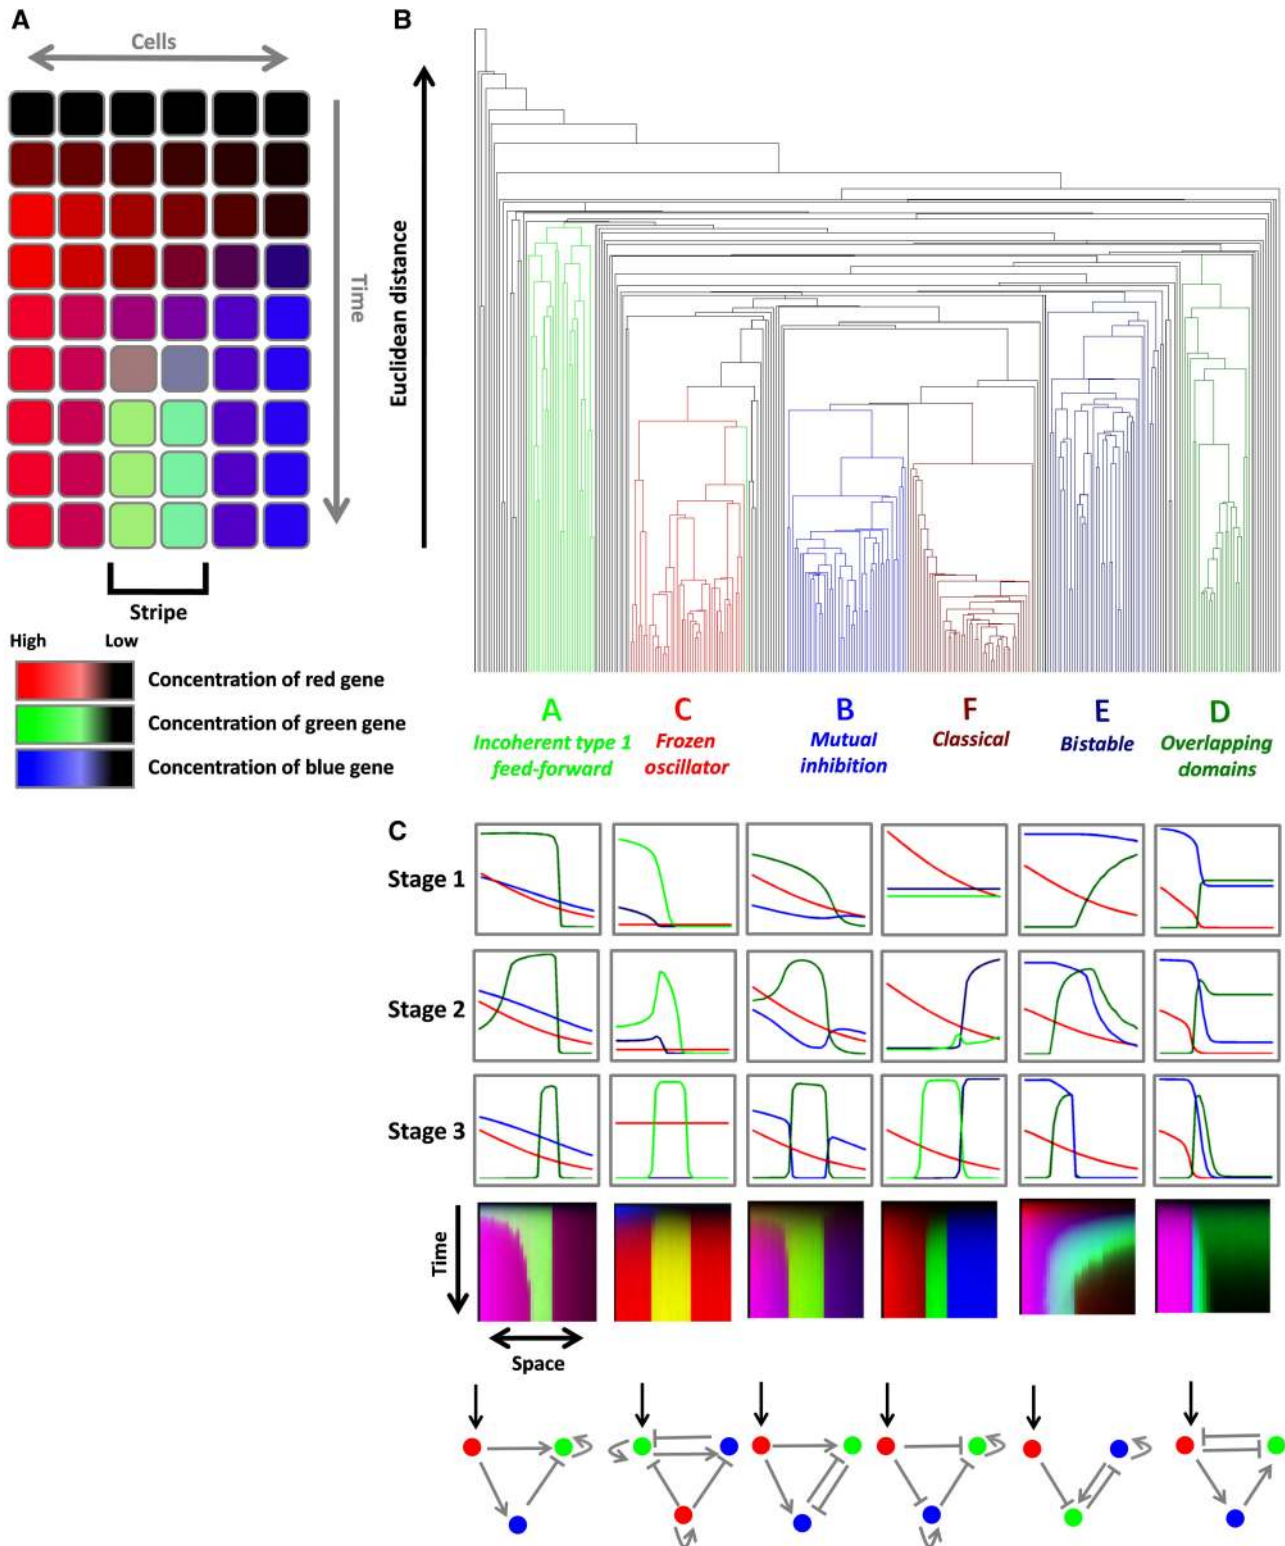 A
Cells
Time
Stripe
High
Low
Concentration of red gene
Concentration of green gene
Concentration of blue gene
B
Euclidean distance
A
Incoherent type 1
feed-forward
C
Frozen
oscillator
B
Mutual
inhibition
F
Classical
E
Bistable
D
Overlapping
domains
C
Stage 1
Stage 2
Stage 3
Time
Space